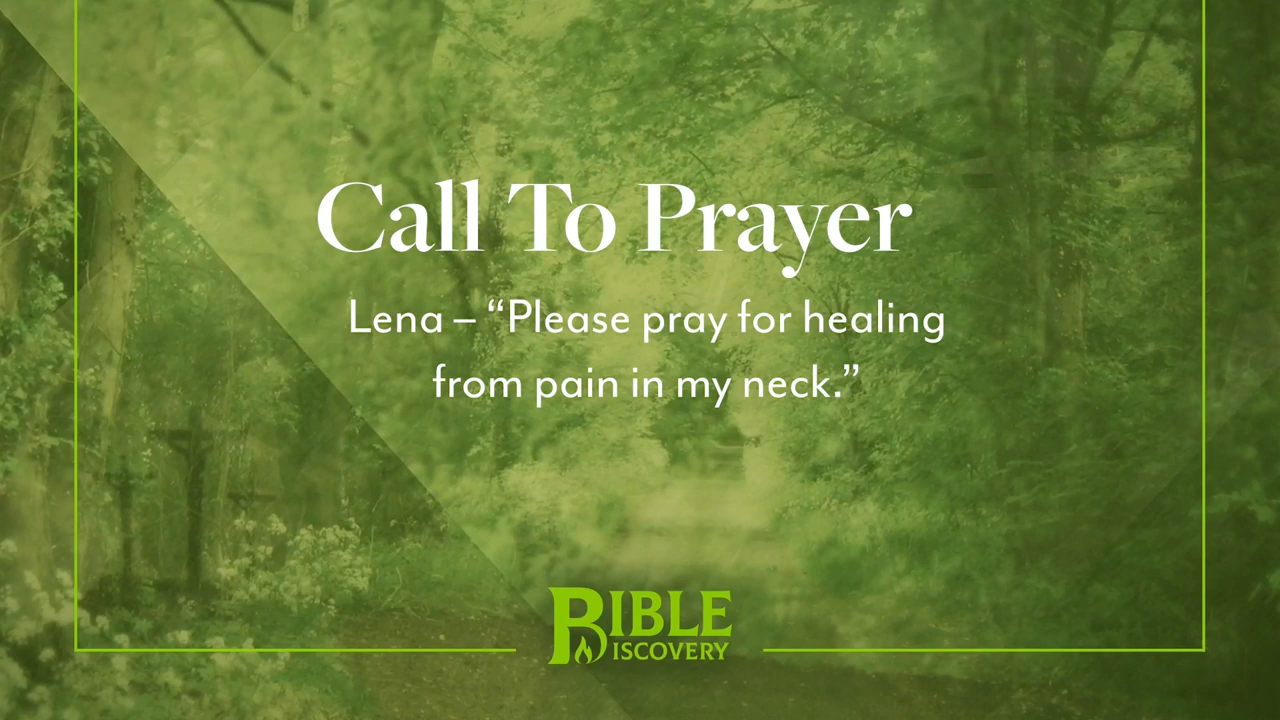 Call To Prayer
Lena – “Please pray for healing
from pain in my neck.”
BIBLE
DISCOVERY